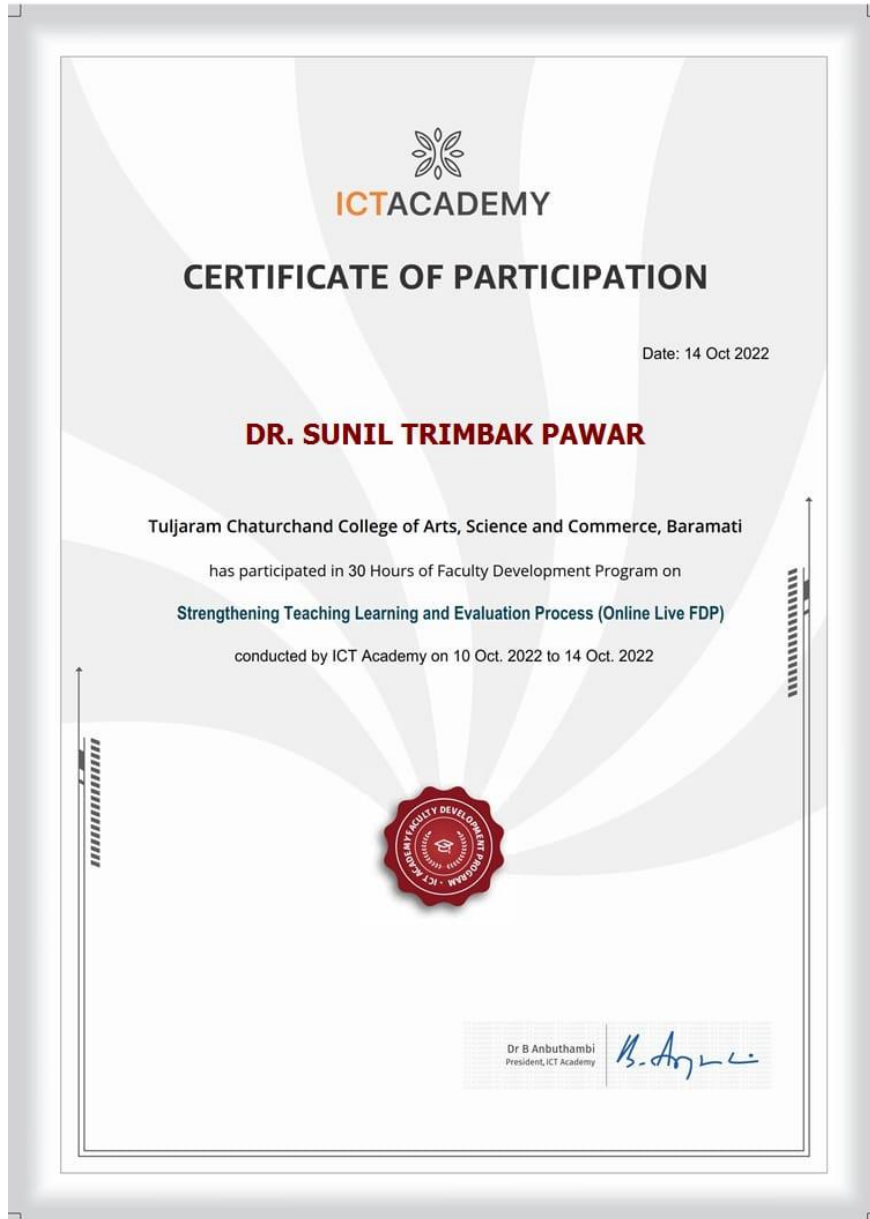 ICTACADEMY
CERTIFICATE OF PARTICIPATION
Date: 14 Oct 2022
DR. SUNIL TRIMBAK PAWAR
Tuljaram Chaturchand College of Arts, Science and Commerce, Baramati
has participated in 30 Hours of Faculty Development Program on
Strengthening Teaching Learning and Evaluation Process (Online Live FDP)
conducted by ICT Academy on 10 Oct. 2022 to 14 Oct. 2022
ICT ACADEMY FACULTY DEVELOPMENT PROGRAM
Dr B Anbuthambi
President, ICT Academy